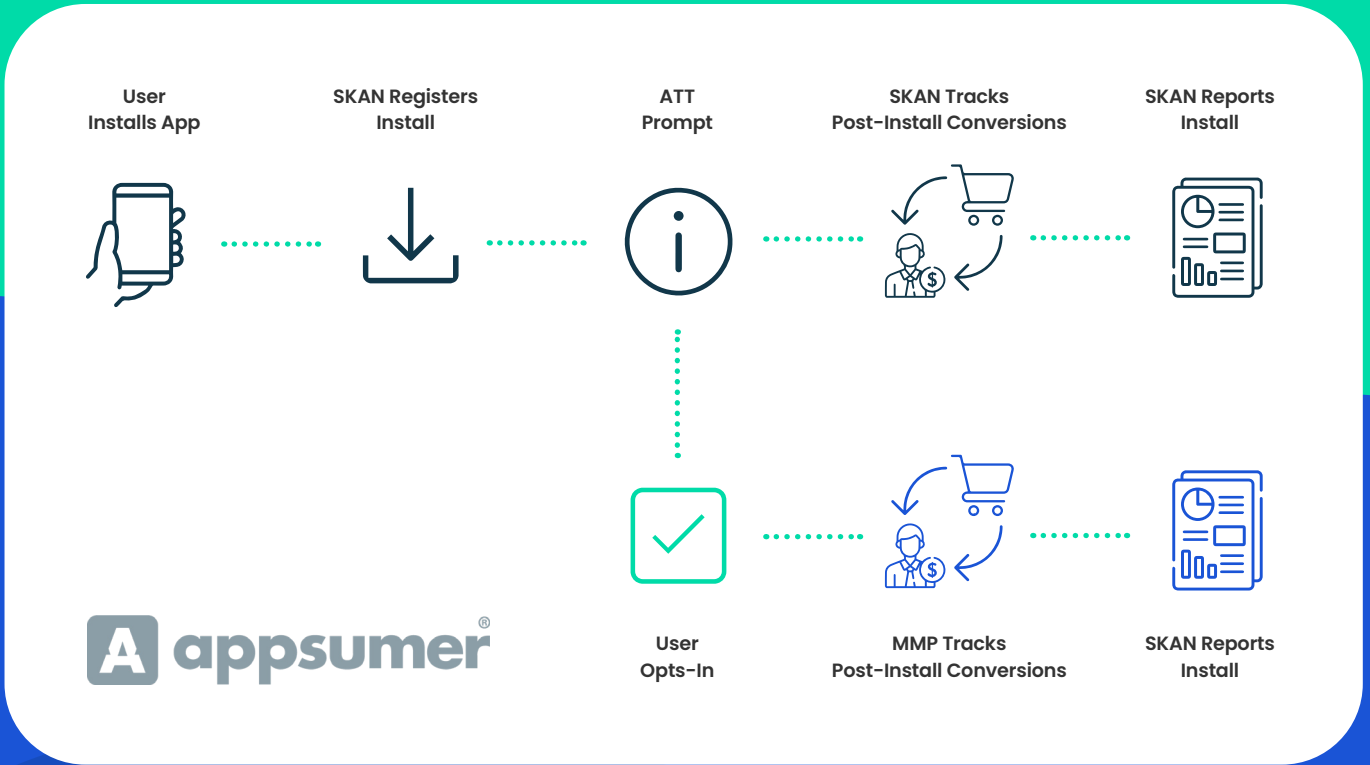 User
Installs App
SKAN Registers
Install
ATT
Prompt
SKAN Tracks
Post-Install Conversions
SKAN Reports
Install
$
$
A appsumer®
User
Opts-In
MMP Tracks
Post-Install Conversions
SKAN Reports
Install